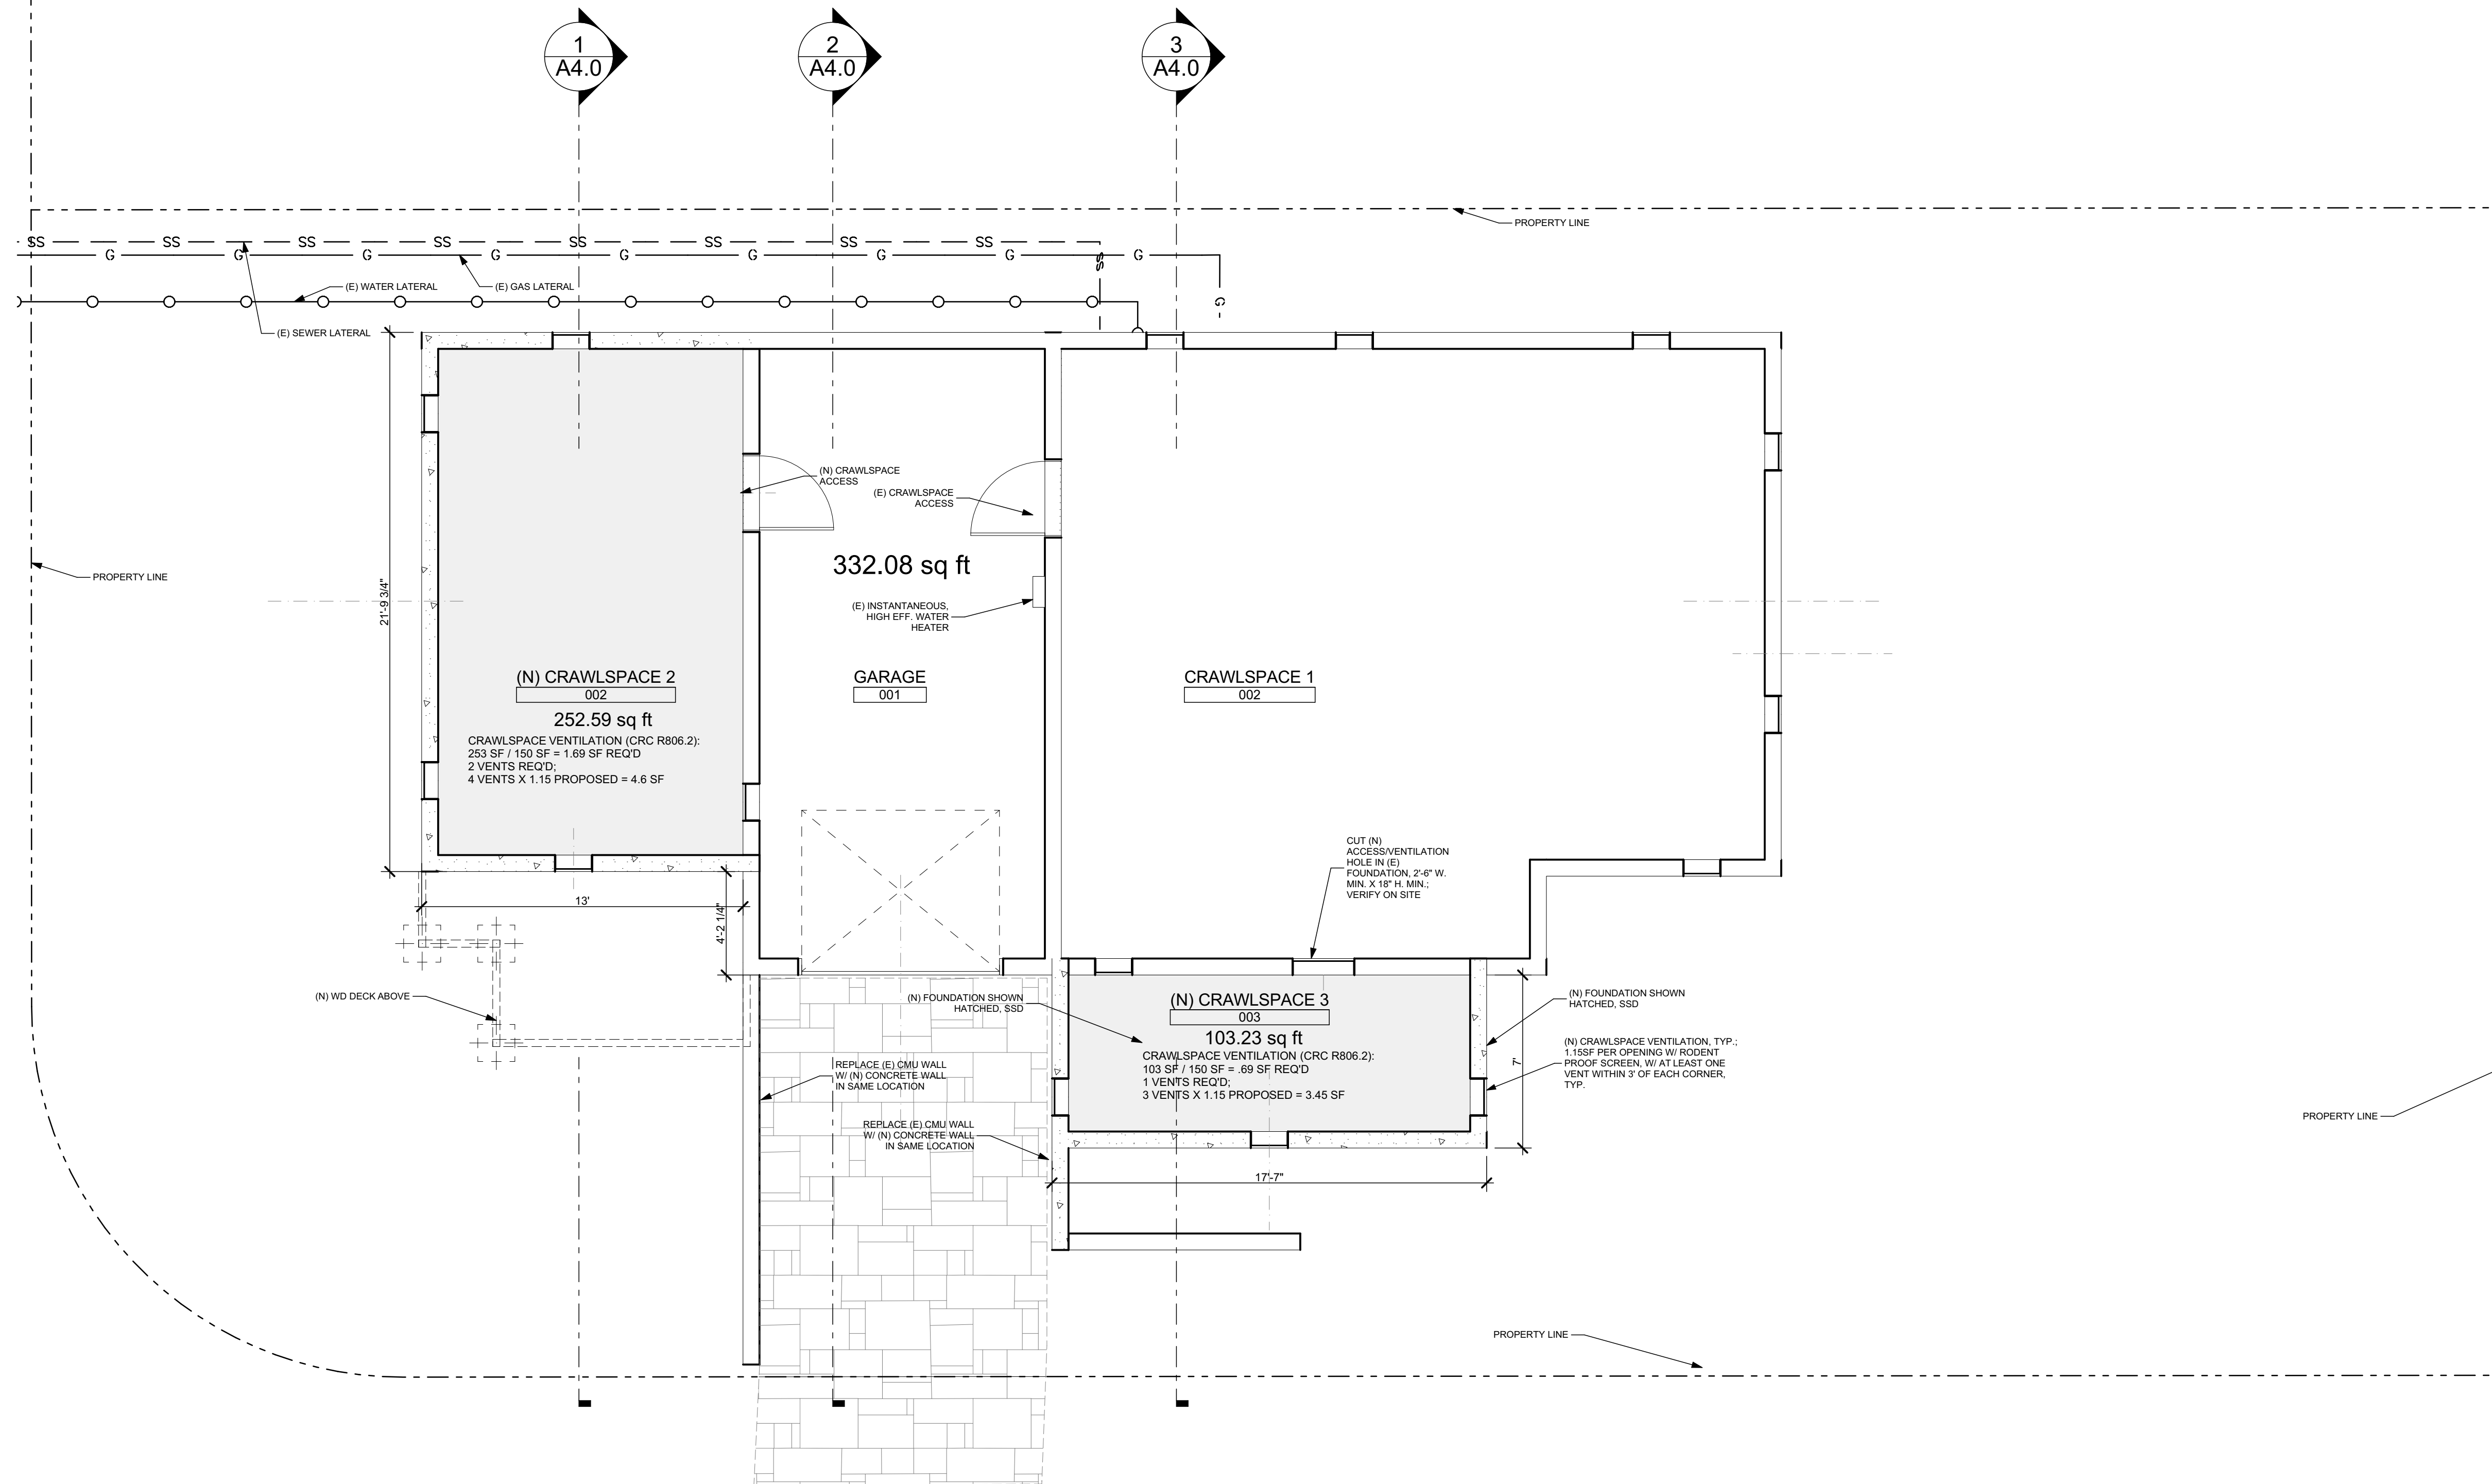 1
A4.0
2
A4.0
3
A4.0
PROPERTY LINE
SS SS SS SS SS SS SS SS
G G G G G G G G G
SS
G
(E) WATER LATERAL
(E) GAS LATERAL
(E) SEWER LATERAL
(N) CRAWLSPACE
ACCESS
(E) CRAWLSPACE
ACCESS
332.08 sq ft
PROPERTY LINE
21'-9 3/4"
(E) INSTANTANEOUS,
HIGH EFF. WATER
HEATER
(N) CRAWLSPACE 2
002
252.59 sq ft
CRAWLSPACE VENTILATION (CRC R806.2):
253 SF / 150 SF = 1.69 SF REQ'D
2 VENTS REQ'D;
4 VENTS X 1.15 PROPOSED = 4.6 SF
GARAGE
001
CRAWLSPACE 1
002
CUT (N)
ACCESS/VENTILATION
HOLE IN (E)
FOUNDATION, 2'-6" W.
MIN. X 18" H. MIN.;
VERIFY ON SITE
13'
4'-2 1/4"
(N) WD DECK ABOVE
(N) FOUNDATION SHOWN
HATCHED, SSD
(N) CRAWLSPACE 3
003
103.23 sq ft
CRAWLSPACE VENTILATION (CRC R806.2):
103 SF / 150 SF = .69 SF REQ'D
1 VENTS REQ'D;
3 VENTS X 1.15 PROPOSED = 3.45 SF
(N) FOUNDATION SHOWN
HATCHED, SSD
7'
(N) CRAWLSPACE VENTILATION, TYP.;
1.15SF PER OPENING W/ RODENT
PROOF SCREEN, W/ AT LEAST ONE
VENT WITHIN 3' OF EACH CORNER,
TYP.
REPLACE (E) CMU WALL
W/ (N) CONCRETE WALL
IN SAME LOCATION
REPLACE (E) CMU WALL
W/ (N) CONCRETE WALL
IN SAME LOCATION
PROPERTY LINE
17'-7"
PROPERTY LINE